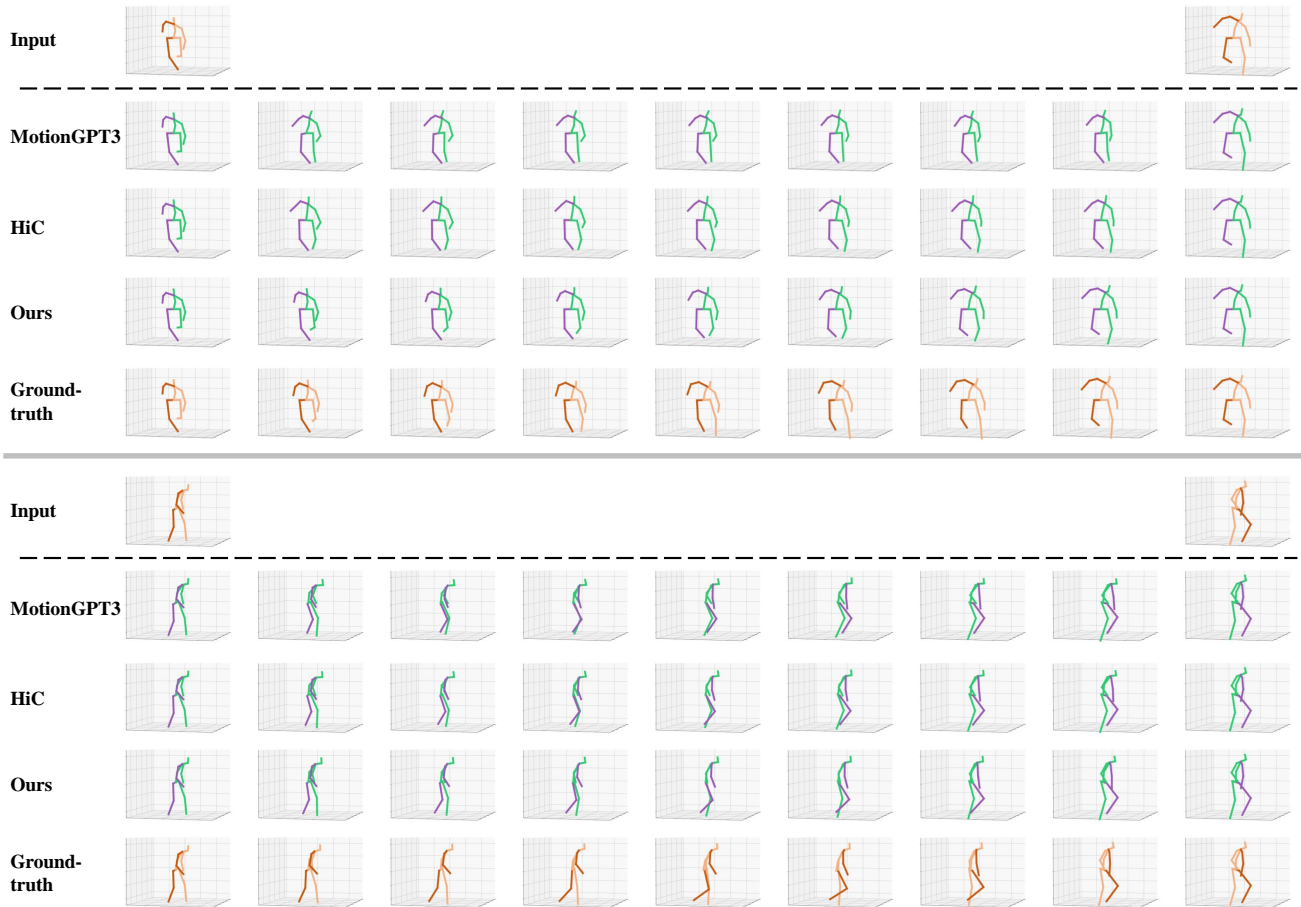 Input
MotionGPT3
HiC
Ours
Ground-
truth
Input
MotionGPT3
HiC
Ours
Ground-
truth